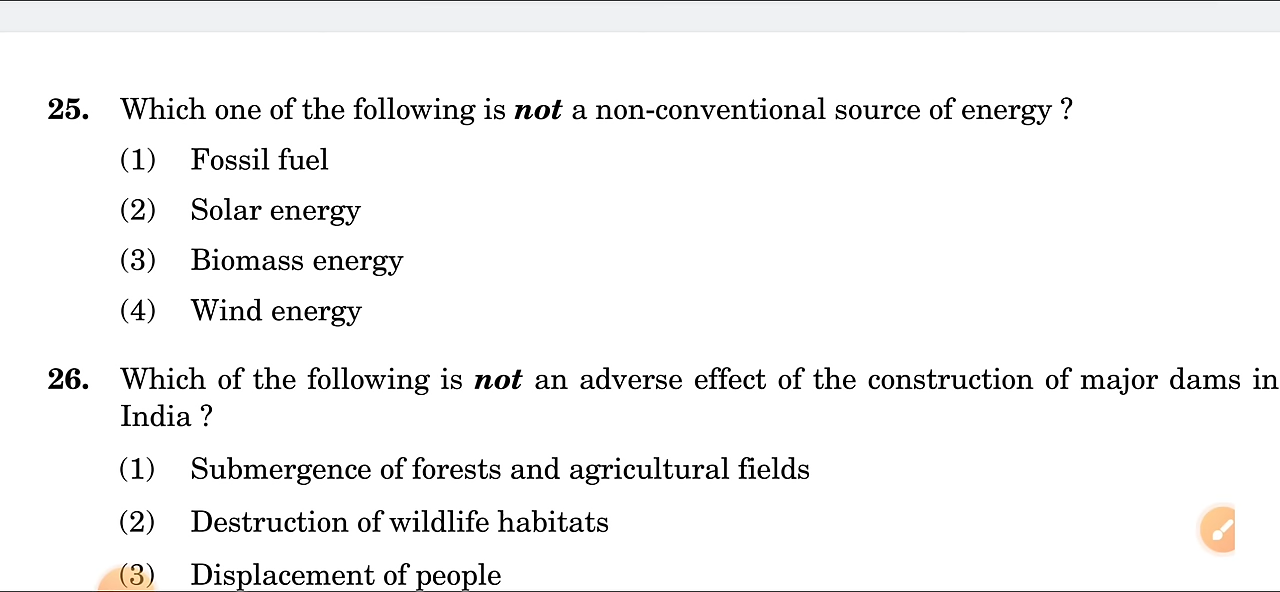 25. Which one of the following is not a non-conventional source of energy ?
(1) Fossil fuel
(2) Solar energy
(3) Biomass energy
(4) Wind energy
26. Which of the following is not an adverse effect of the construction of major dams in
India ?
(1) Submergence of forests and agricultural fields
(2) Destruction of wildlife habitats
(3) Displacement of people